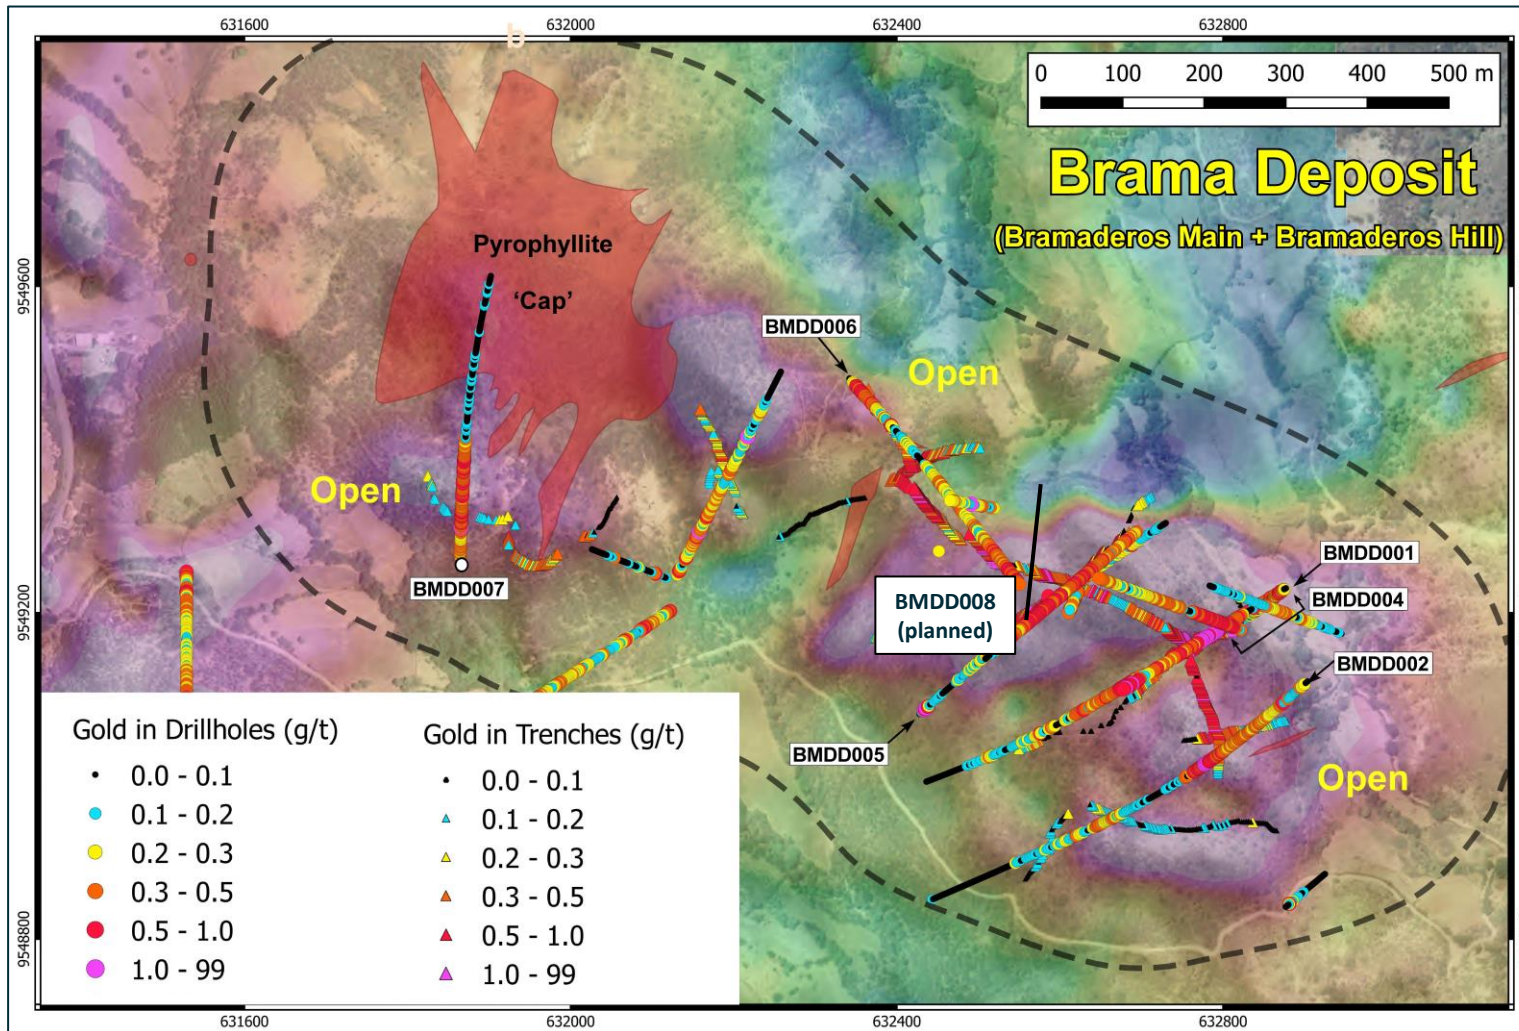 631600
632000
632400
632800
b
0 100 200 300 400 500 m
Brama Deposit
(Bramaderos Main + Bramaderos Hill)
Pyrophyllite
‘Cap’
9549600
BMDD006
Open
Open
BMDD007
BMDD001
BMDD004
BMDD008
(planned)
9549200
BMDD002
BMDD005
Open
Gold in Drillholes (g/t)
0.0 - 0.1
0.1 - 0.2
0.2 - 0.3
0.3 - 0.5
0.5 - 1.0
1.0 - 99
Gold in Trenches (g/t)
0.0 - 0.1
0.1 - 0.2
0.2 - 0.3
0.3 - 0.5
0.5 - 1.0
1.0 - 99
9548800
631600
632000
632400
632800